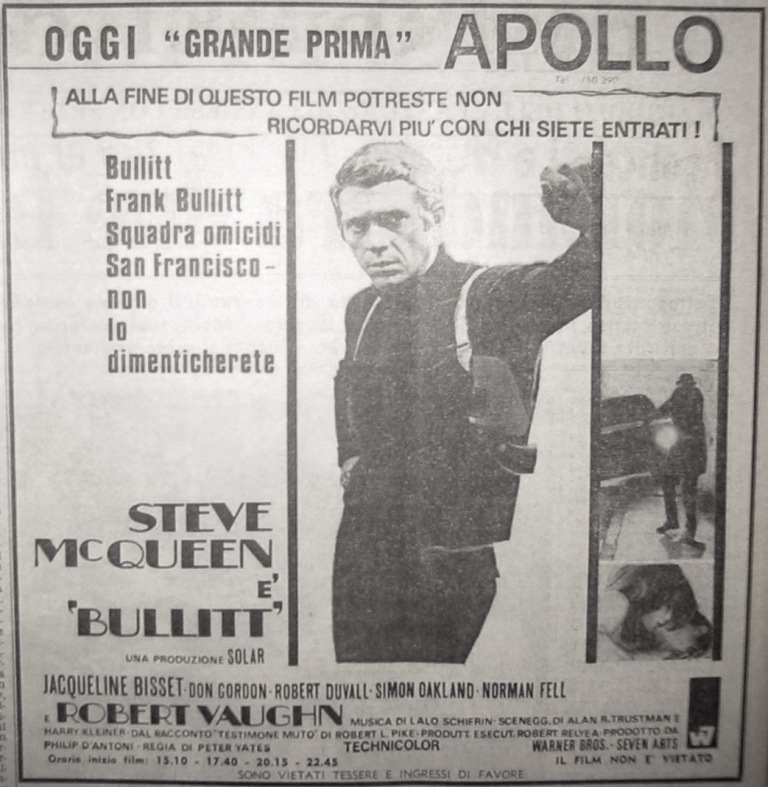 OGGI "GRANDE PRIMA" APOLLO
Tel. 780.390
ALLA FINE DI QUESTO FILM POTRESTE NON
RICORDARVI PIU' CON CHI SIETE ENTRATI!
Bullitt
Frank Bullitt
Squadra omicidi
San Francisco-
non
lo
dimenticherete
STEVE
McQUEEN
E'
'BULLITT'
UNA PRODUZIONE SOLAR
JACQUELINE BISSET · DON GORDON · ROBERT DUVALL · SIMON OAKLAND · NORMAN FELL
E ROBERT VAUGHN MUSICA DI LALO SCHIFRIN · SCENEGG. DI ALAN R. TRUSTMAN E
HARRY KLEINER · DAL RACCONTO "TESTIMONE MUTO" DI ROBERT L. PIKE · PRODUTT. ESECUT. ROBERT RELYEA · PRODOTTO DA
PHILIP D'ANTONI · REGIA DI PETER YATES TECHNICOLOR WARNER BROS. - SEVEN ARTS
Orario inizio film: 15.10 - 17.40 - 20.15 - 22.45 IL FILM NON E' VIETATO
SONO VIETATI TESSERE E INGRESSI DI FAVORE